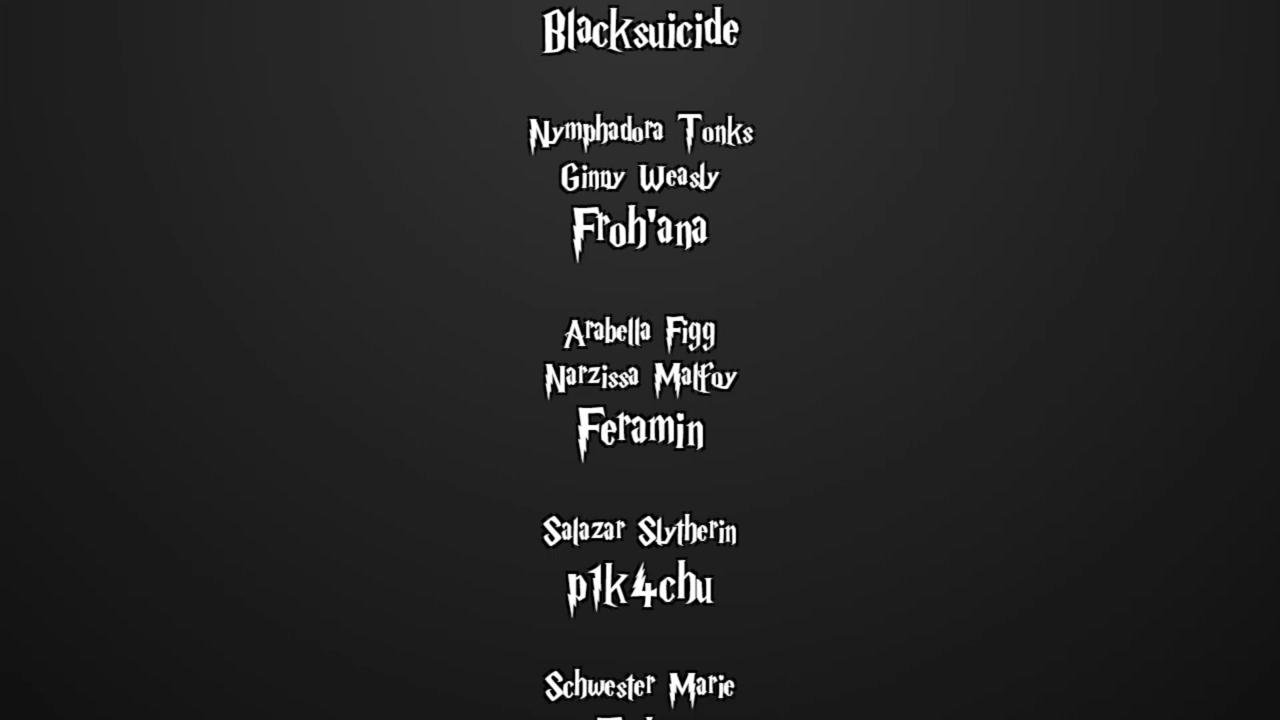 Blacksuicide
Nymphadora Tonks
Ginny Weasly
Froh'ana
Arabella Figg
Narzissa Malfoy
Feramin
Salazar Slytherin
p1k4chu
Schwester Marie